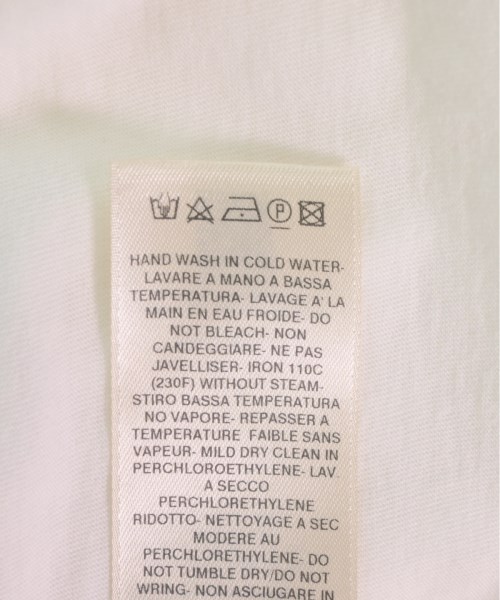 P
HAND WASH IN COLD WATER-
LAVARE A MANO A BASSA
TEMPERATURA- LAVAGE A' LA
MAIN EN EAU FROIDE- DO
NOT BLEACH- NON
CANDEGGIARE- NE PAS
JAVELLISER- IRON 110C
(230F) WITHOUT STEAM-
STIRO BASSA TEMPERATURA
NO VAPORE- REPASSER A
TEMPERATURE FAIBLE SANS
VAPEUR- MILD DRY CLEAN IN
PERCHLOROETHYLENE- LAV.
A SECCO
PERCHLORETHYLENE
RIDOTTO- NETTOYAGE A SEC
MODERE AU
PERCHLORETHYLENE- DO
NOT TUMBLE DRY/DO NOT
WRING- NON ASCIUGARE IN